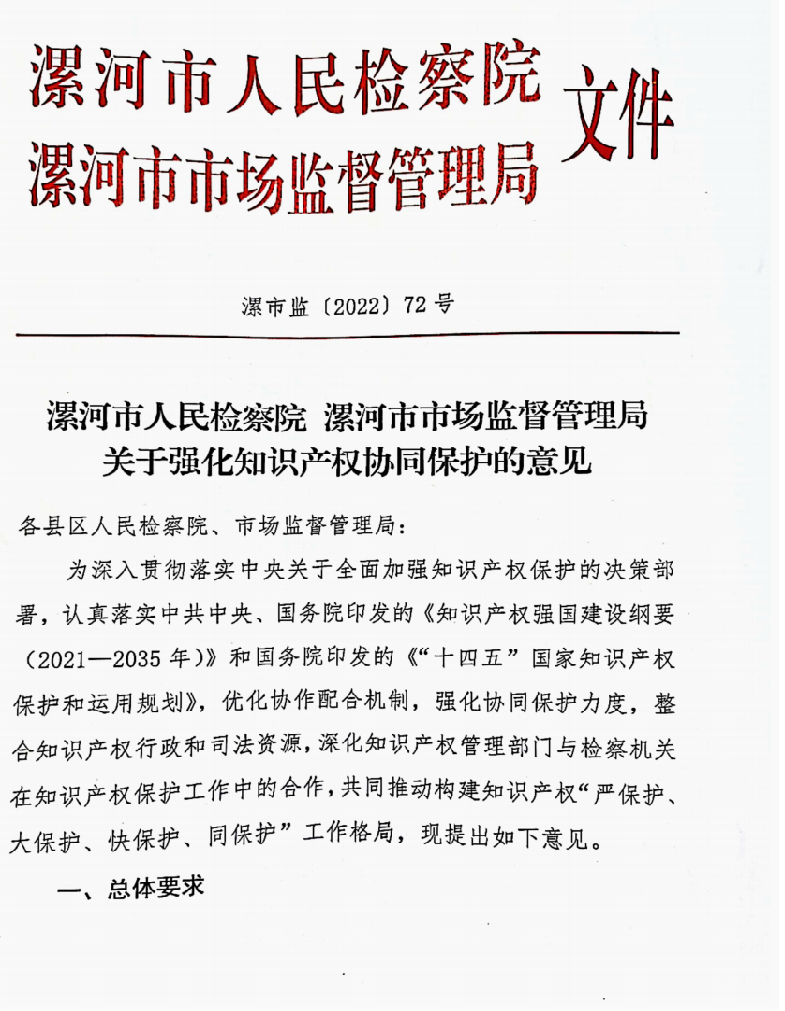 漯河市人民检察院
文件
漯河市市场监督管理局
漯市监〔2022〕72号
漯河市人民检察院 漯河市市场监督管理局
关于强化知识产权协同保护的意见
各县区人民检察院、市场监督管理局：
为深入贯彻落实中央关于全面加强知识产权保护的决策部
署，认真落实中共中央、国务院印发的《知识产权强国建设纲要
（2021—2035年）》和国务院印发的《“十四五”国家知识产权
保护和运用规划》，优化协作配合机制，强化协同保护力度，整
合知识产权行政和司法资源，深化知识产权管理部门与检察机关
在知识产权保护工作中的合作，共同推动构建知识产权“严保护、
大保护、快保护、同保护”工作格局，现提出如下意见。
一、总体要求